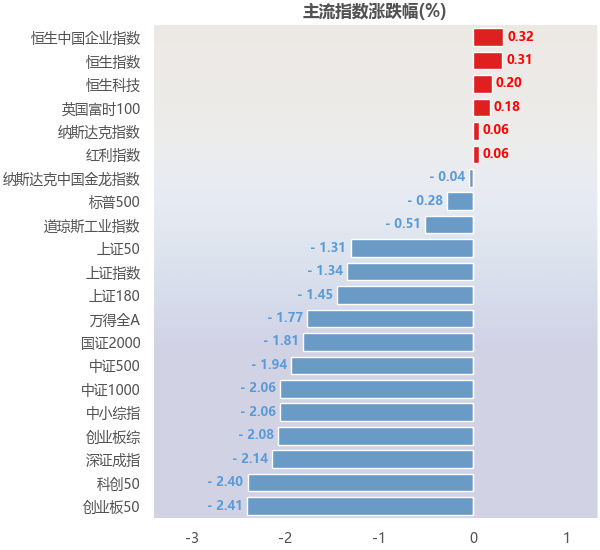 主流指数涨跌幅(%)
恒生中国企业指数 0.32
恒生指数 0.31
恒生科技 0.20
英国富时100 0.18
纳斯达克指数 0.06
红利指数 0.06
纳斯达克中国金龙指数 - 0.04
标普500 - 0.28
道琼斯工业指数 - 0.51
上证50 - 1.31
上证指数 - 1.34
上证180 - 1.45
万得全A - 1.77
国证2000 - 1.81
中证500 - 1.94
中证1000 - 2.06
中小综指 - 2.06
创业板综 - 2.08
深证成指 - 2.14
科创50 - 2.40
创业板50 - 2.41
-3 -2 -1 0 1